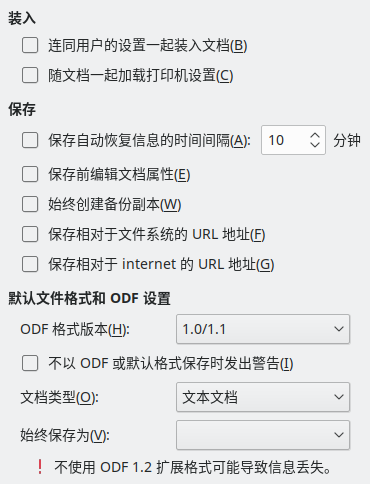 装入
连同用户的设置一起装入文档(B)
随文档一起加载打印机设置(C)
保存
保存自动恢复信息的时间间隔(A): 10 分钟
保存前编辑文档属性(E)
始终创建备份副本(W)
保存相对于文件系统的 URL 地址(F)
保存相对于 internet 的 URL 地址(G)
默认文件格式和 ODF 设置
ODF 格式版本(H): 1.0/1.1
不以 ODF 或默认格式保存时发出警告(I)
文档类型(O): 文本文档
始终保存为(V):
! 不使用 ODF 1.2 扩展格式可能导致信息丢失。